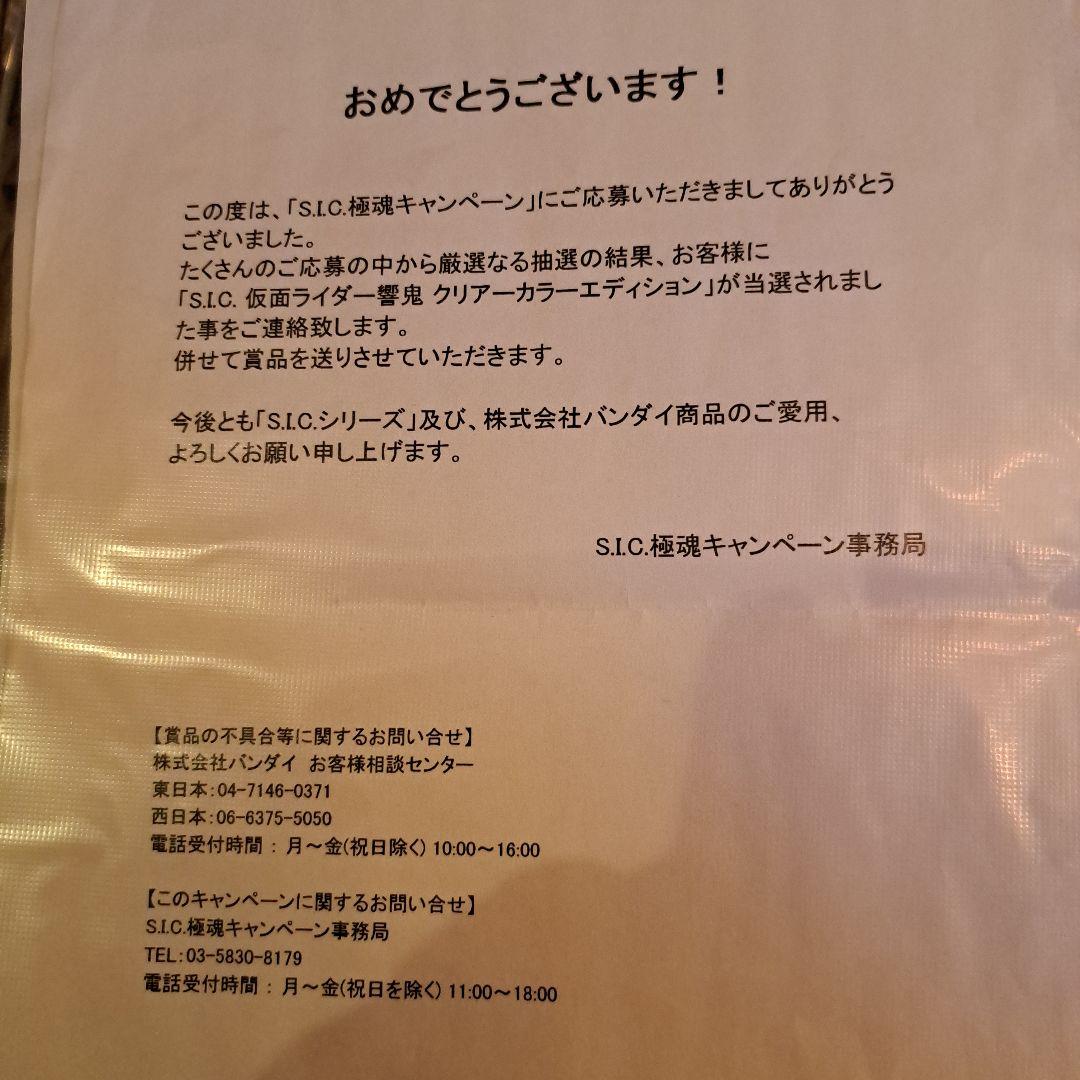 おめでとうございます！
この度は、「S.I.C.極魂キャンペーン」にご応募いただきましてありがとう
ございました。
たくさんのご応募の中から厳選なる抽選の結果、お客様に
「S.I.C. 仮面ライダー響鬼 クリアーカラーエディション」が当選されまし
た事をご連絡致します。
併せて賞品を送りさせていただきます。
今後とも「S.I.C.シリーズ」及び、株式会社バンダイ商品のご愛用、
よろしくお願い申し上げます。
S.I.C.極魂キャンペーン事務局
【賞品の不具合等に関するお問い合せ】
株式会社バンダイ お客様相談センター
東日本：04-7146-0371
西日本：06-6375-5050
電話受付時間： 月～金(祝日除く) 10:00～16:00
【このキャンペーンに関するお問い合せ】
S.I.C.極魂キャンペーン事務局
TEL：03-5830-8179
電話受付時間： 月～金(祝日を除く) 11:00～18:00